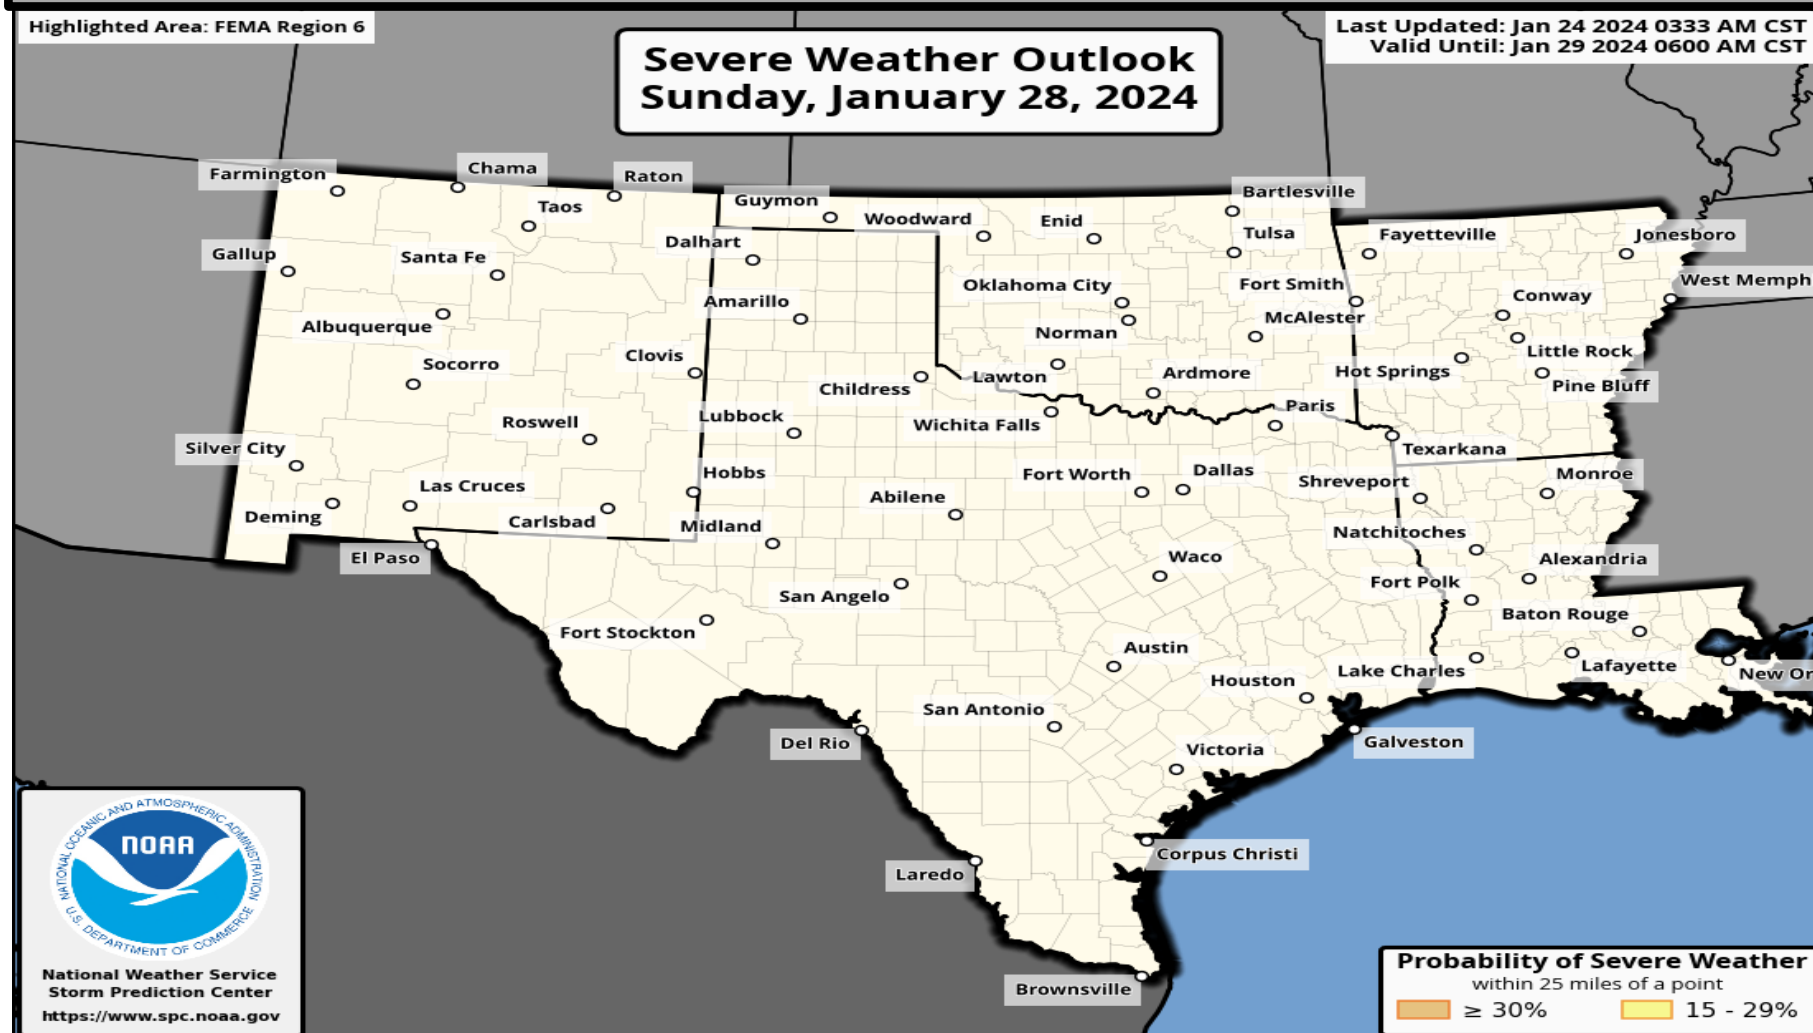 Highlighted Area: FEMA Region 6
Last Updated: Jan 24 2024 0333 AM CST
Valid Until: Jan 29 2024 0600 AM CST
Severe Weather Outlook
Sunday, January 28, 2024
Farmington
Chama
Raton
Taos
Guymon
Woodward
Enid
Bartlesville
Tulsa
Fayetteville
Jonesboro
Gallup
Santa Fe
Dalhart
Oklahoma City
Fort Smith
Conway
West Memph
Albuquerque
Amarillo
Norman
McAlester
Little Rock
Socorro
Clovis
Childress
Lawton
Ardmore
Hot Springs
Pine Bluff
Roswell
Lubbock
Wichita Falls
Paris
Texarkana
Silver City
Las Cruces
Hobbs
Abilene
Fort Worth
Dallas
Shreveport
Monroe
Deming
Carlsbad
Midland
Natchitoches
El Paso
Waco
Alexandria
San Angelo
Fort Polk
Fort Stockton
Baton Rouge
Austin
Houston
Lake Charles
Lafayette
New Or
San Antonio
Del Rio
Victoria
Galveston
Corpus Christi
Laredo
Brownsville
NATIONAL OCEANIC AND ATMOSPHERIC ADMINISTRATION
NOAA
U.S. DEPARTMENT OF COMMERCE
National Weather Service
Storm Prediction Center
https://www.spc.noaa.gov
Probability of Severe Weather
within 25 miles of a point
≥ 30% 15 - 29%